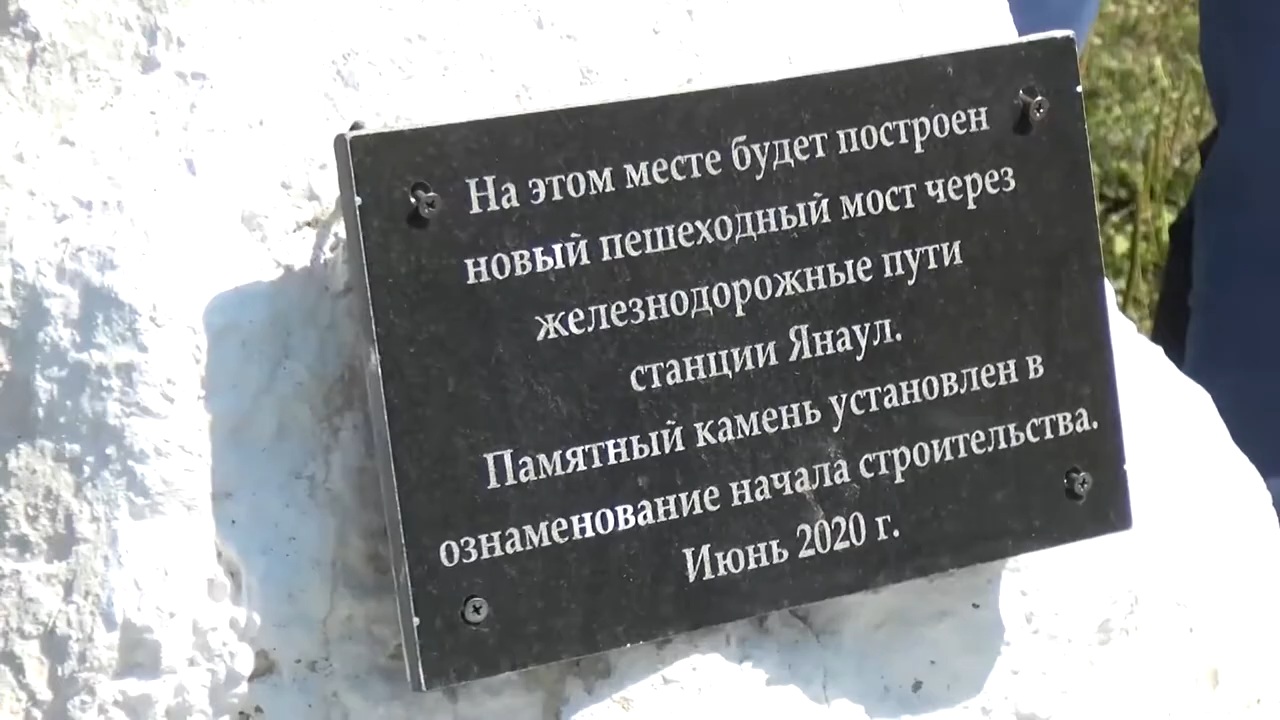 На этом месте будет построен
новый пешеходный мост через
железнодорожные пути
станции Янаул.
Памятный камень установлен в
ознаменование начала строительства.
Июнь 2020 г.